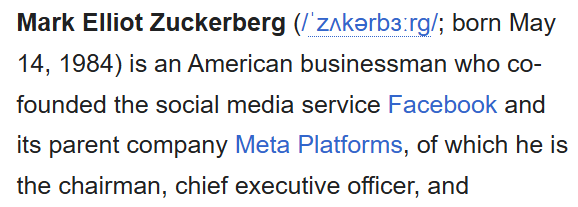 Mark Elliot Zuckerberg (/ˈzʌkərbɜːrɡ/; born May
14, 1984) is an American businessman who co-
founded the social media service Facebook and
its parent company Meta Platforms, of which he is
the chairman, chief executive officer, and